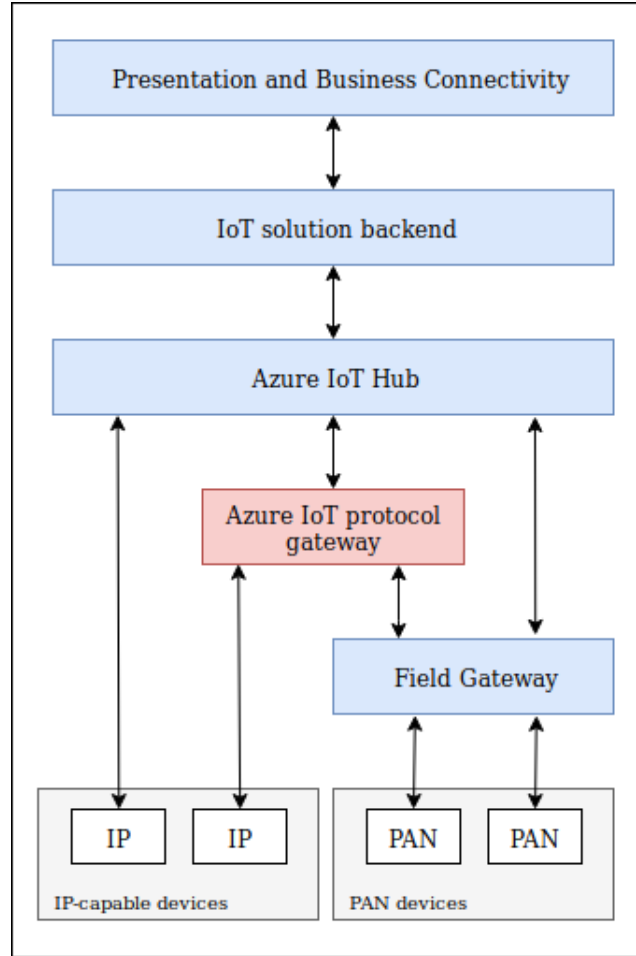 Presentation and Business Connectivity
IoT solution backend
Azure IoT Hub
Azure IoT protocol
gateway
Field Gateway
IP
IP
PAN
PAN
IP-capable devices
PAN devices